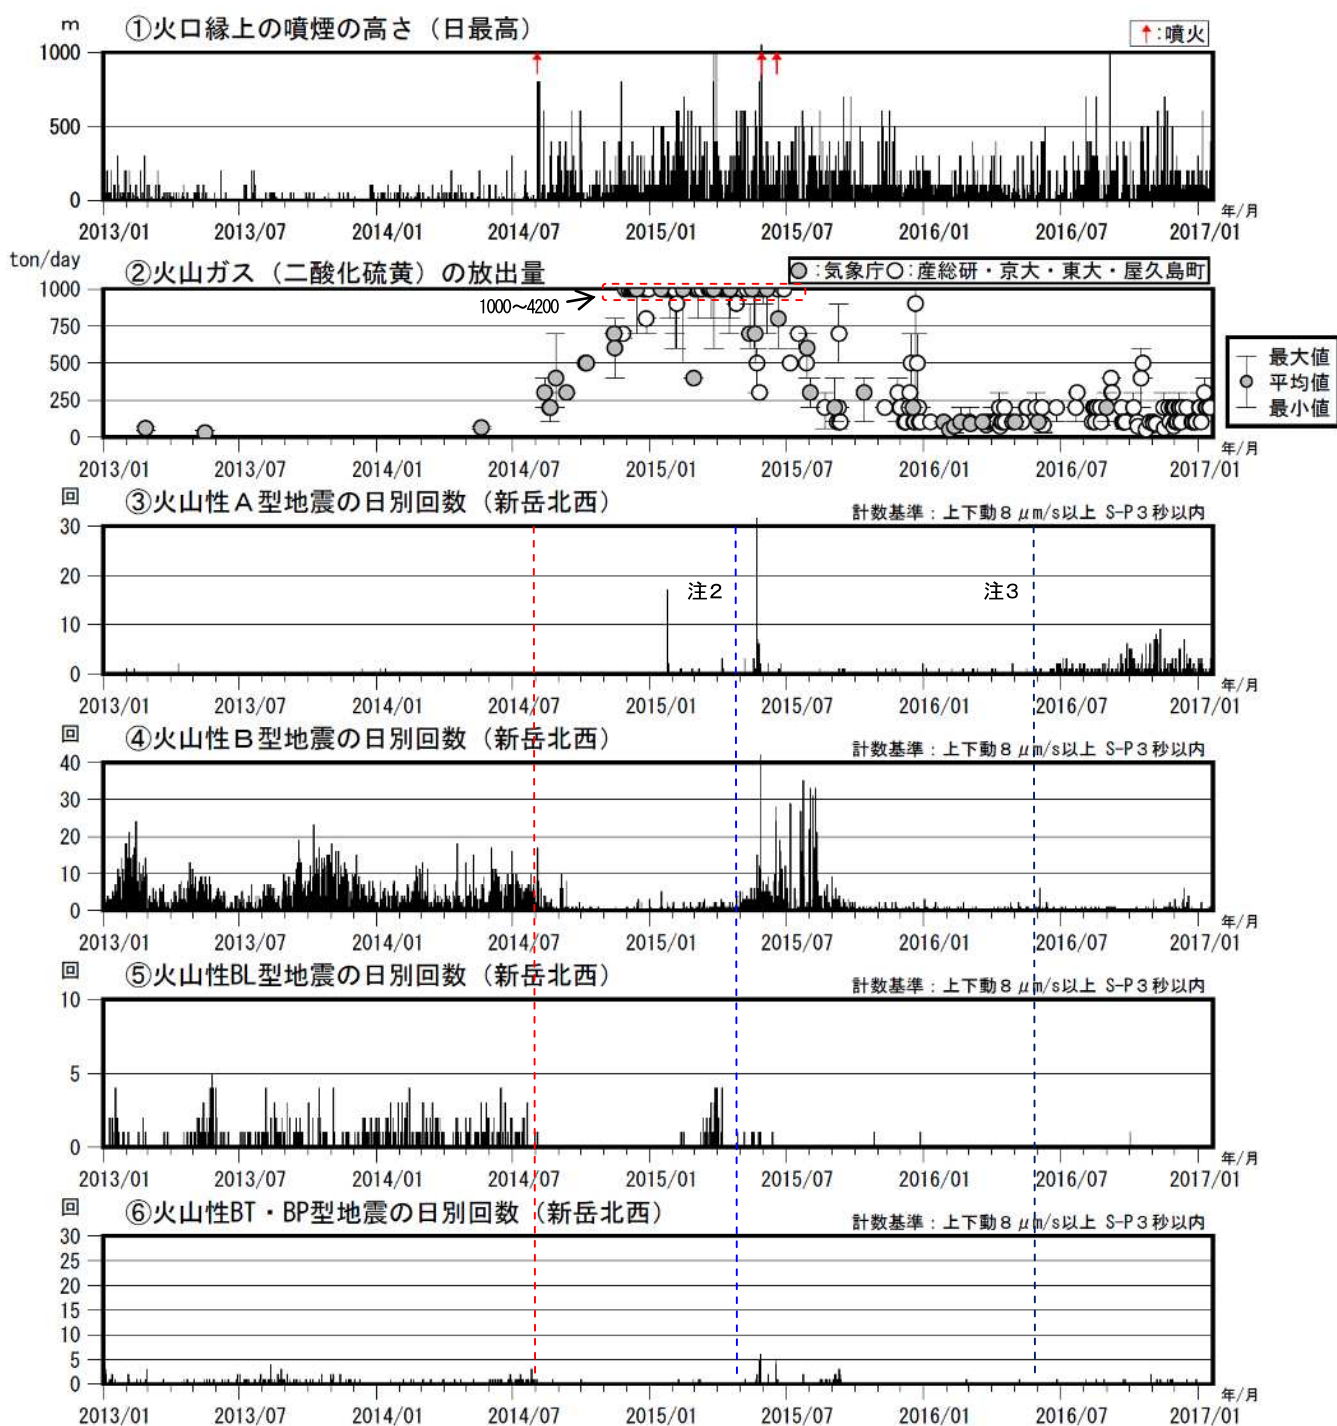 m ①火口縁上の噴煙の高さ（日最高） ↑:噴火
1000
500
0
2013/01 2013/07 2014/01 2014/07 2015/01 2015/07 2016/01 2016/07 2017/01 年/月
ton/day ②火山ガス（二酸化硫黄）の放出量 :気象庁 :産総研・京大・東大・屋久島町
1000
1000～4200
750
500
250
0
最大値
平均値
最小値
2013/01 2013/07 2014/01 2014/07 2015/01 2015/07 2016/01 2016/07 2017/01 年/月
回 ③火山性Ａ型地震の日別回数（新岳北西） 計数基準：上下動８μm/s以上 S-P３秒以内
30
20
注２ 注３
10
0
2013/01 2013/07 2014/01 2014/07 2015/01 2015/07 2016/01 2016/07 2017/01 年/月
回 ④火山性Ｂ型地震の日別回数（新岳北西） 計数基準：上下動８μm/s以上 S-P３秒以内
40
30
20
10
0
2013/01 2013/07 2014/01 2014/07 2015/01 2015/07 2016/01 2016/07 2017/01 年/月
回 ⑤火山性BL型地震の日別回数（新岳北西） 計数基準：上下動８μm/s以上 S-P３秒以内
10
5
0
2013/01 2013/07 2014/01 2014/07 2015/01 2015/07 2016/01 2016/07 2017/01 年/月
回 ⑥火山性BT・BP型地震の日別回数（新岳北西） 計数基準：上下動８μm/s以上 S-P３秒以内
30
25
20
15
10
5
0
2013/01 2013/07 2014/01 2014/07 2015/01 2015/07 2016/01 2016/07 2017/01 年/月